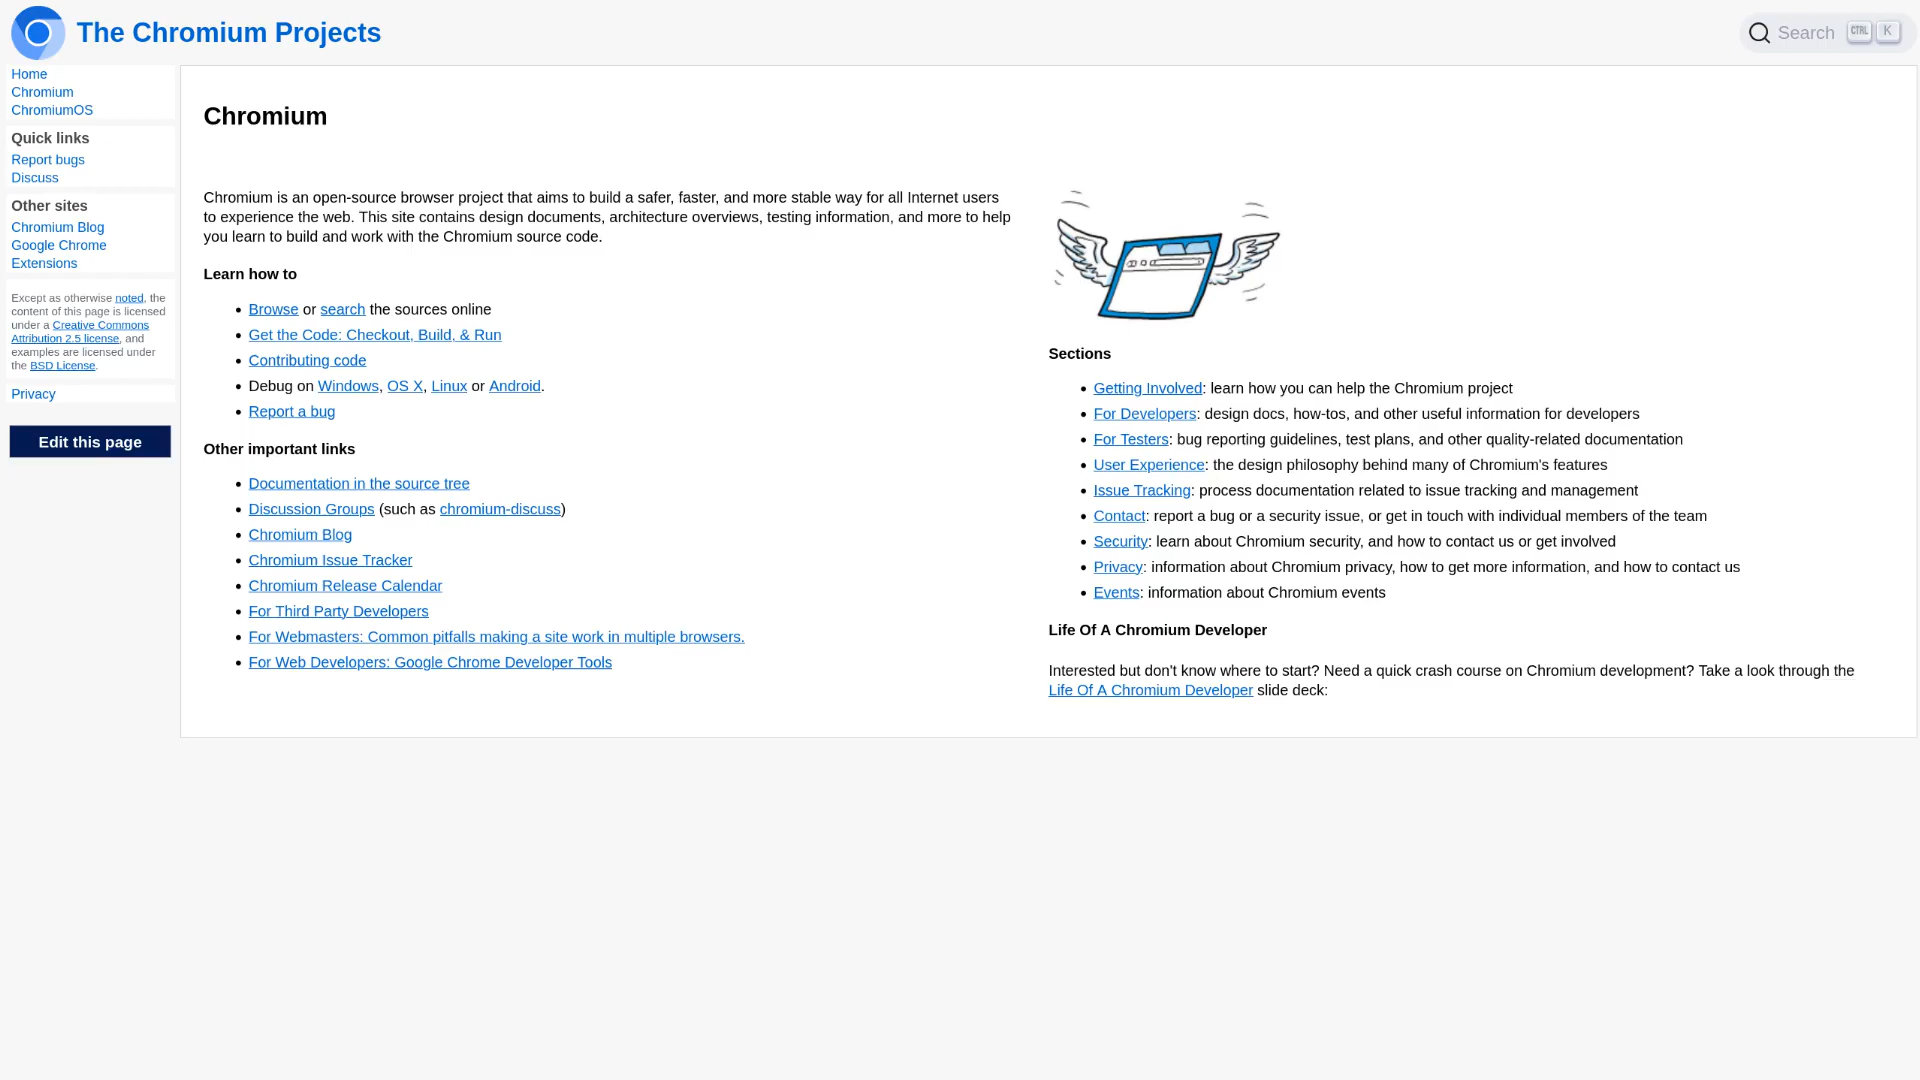 The Chromium Projects
Search CTRL K
Home
Chromium
ChromiumOS
Quick links
Report bugs
Discuss
Other sites
Chromium Blog
Google Chrome
Extensions
Except as otherwise noted, the
content of this page is licensed
under a Creative Commons
Attribution 2.5 license, and
examples are licensed under
the BSD License.
Privacy
Edit this page
Chromium
Chromium is an open-source browser project that aims to build a safer, faster, and more stable way for all Internet users
to experience the web. This site contains design documents, architecture overviews, testing information, and more to help
you learn to build and work with the Chromium source code.
Learn how to
Browse or search the sources online
Get the Code: Checkout, Build, & Run
Contributing code
Debug on Windows, OS X, Linux or Android.
Report a bug
Other important links
Documentation in the source tree
Discussion Groups (such as chromium-discuss)
Chromium Blog
Chromium Issue Tracker
Chromium Release Calendar
For Third Party Developers
For Webmasters: Common pitfalls making a site work in multiple browsers.
For Web Developers: Google Chrome Developer Tools
Sections
Getting Involved: learn how you can help the Chromium project
For Developers: design docs, how-tos, and other useful information for developers
For Testers: bug reporting guidelines, test plans, and other quality-related documentation
User Experience: the design philosophy behind many of Chromium's features
Issue Tracking: process documentation related to issue tracking and management
Contact: report a bug or a security issue, or get in touch with individual members of the team
Security: learn about Chromium security, and how to contact us or get involved
Privacy: information about Chromium privacy, how to get more information, and how to contact us
Events: information about Chromium events
Life Of A Chromium Developer
Interested but don't know where to start? Need a quick crash course on Chromium development? Take a look through the
Life Of A Chromium Developer slide deck: